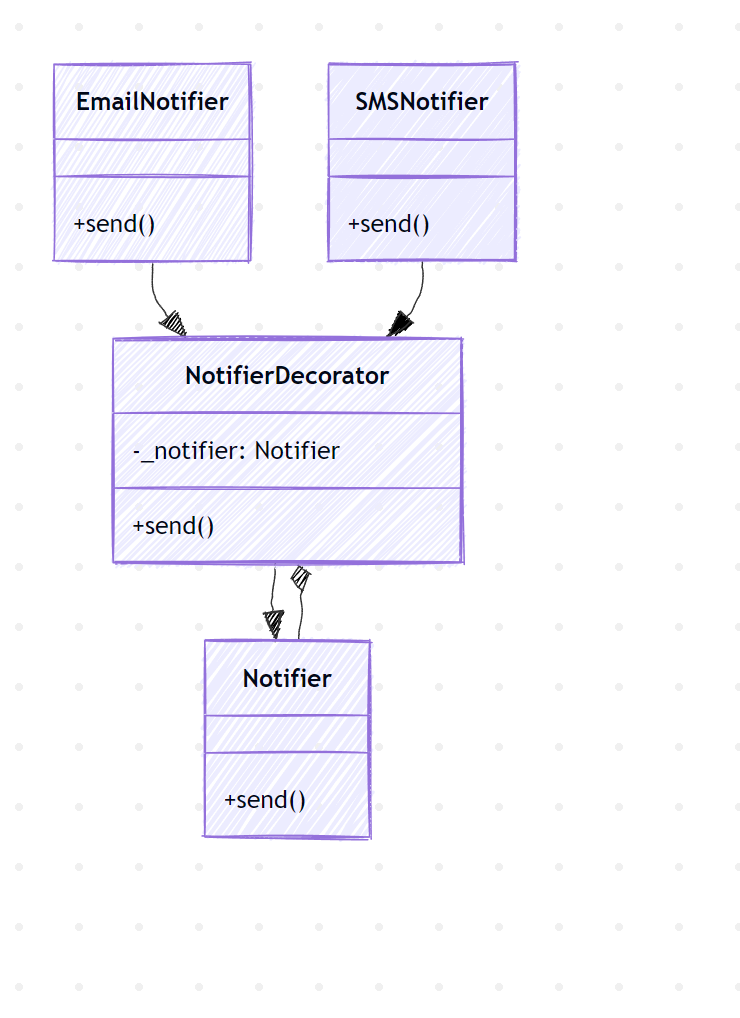 EmailNotifier
+send()
SMSNotifier
+send()
NotifierDecorator
-_notifier: Notifier
+send()
Notifier
+send()